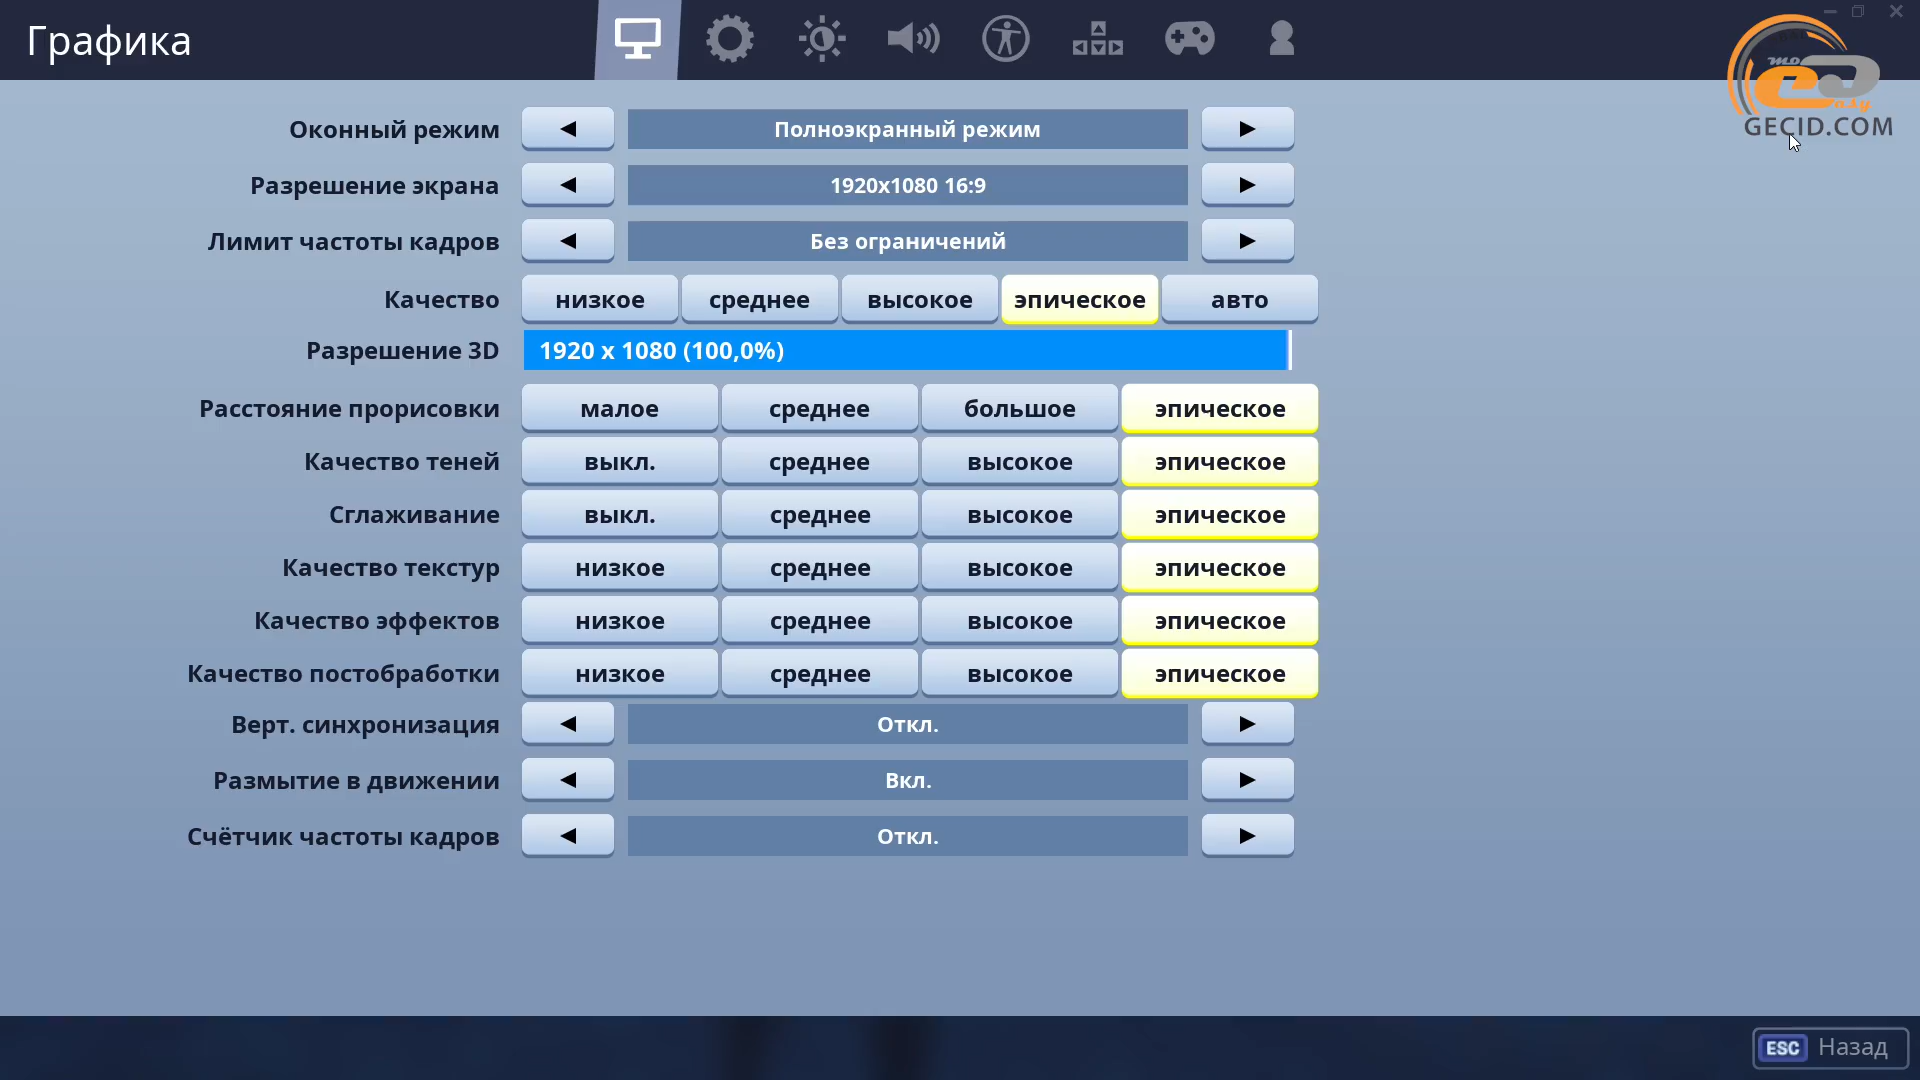 Графика
GECID.COM
Оконный режим Полноэкранный режим
Разрешение экрана 1920x1080 16:9
Лимит частоты кадров Без ограничений
Качество низкое среднее высокое эпическое авто
Разрешение 3D 1920 x 1080 (100,0%)
Расстояние прорисовки малое среднее большое эпическое
Качество теней выкл. среднее высокое эпическое
Сглаживание выкл. среднее высокое эпическое
Качество текстур низкое среднее высокое эпическое
Качество эффектов низкое среднее высокое эпическое
Качество постобработки низкое среднее высокое эпическое
Верт. синхронизация Откл.
Размытие в движении Вкл.
Счётчик частоты кадров Откл.
ESC Назад